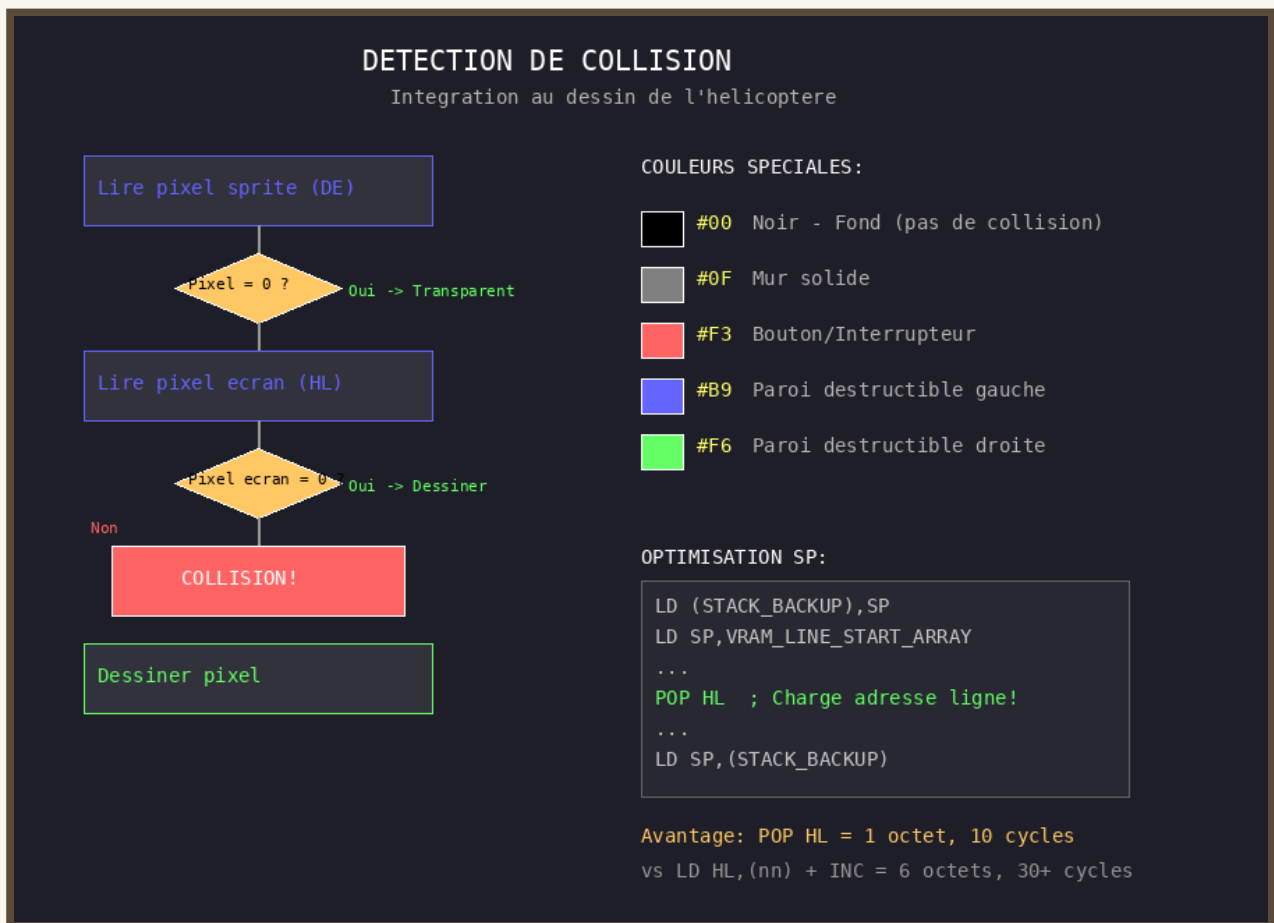 DETECTION DE COLLISION
Integration au dessin de l'helicoptere
Lire pixel sprite (DE)
Pixel = 0 ?
Oui -> Transparent
Lire pixel ecran (HL)
Pixel ecran = 0 ?
Oui -> Dessiner
Non
COLLISION!
Dessiner pixel
COULEURS SPECIALES:
#00 Noir - Fond (pas de collision)
#0F Mur solide
#F3 Bouton/Interrupteur
#B9 Paroi destructible gauche
#F6 Paroi destructible droite
OPTIMISATION SP:
LD (STACK_BACKUP),SP
LD SP,VRAM_LINE_START_ARRAY
...
POP HL  ; Charge adresse ligne!
...
LD SP,(STACK_BACKUP)
Avantage: POP HL = 1 octet, 10 cycles
vs LD HL,(nn) + INC = 6 octets, 30+ cycles